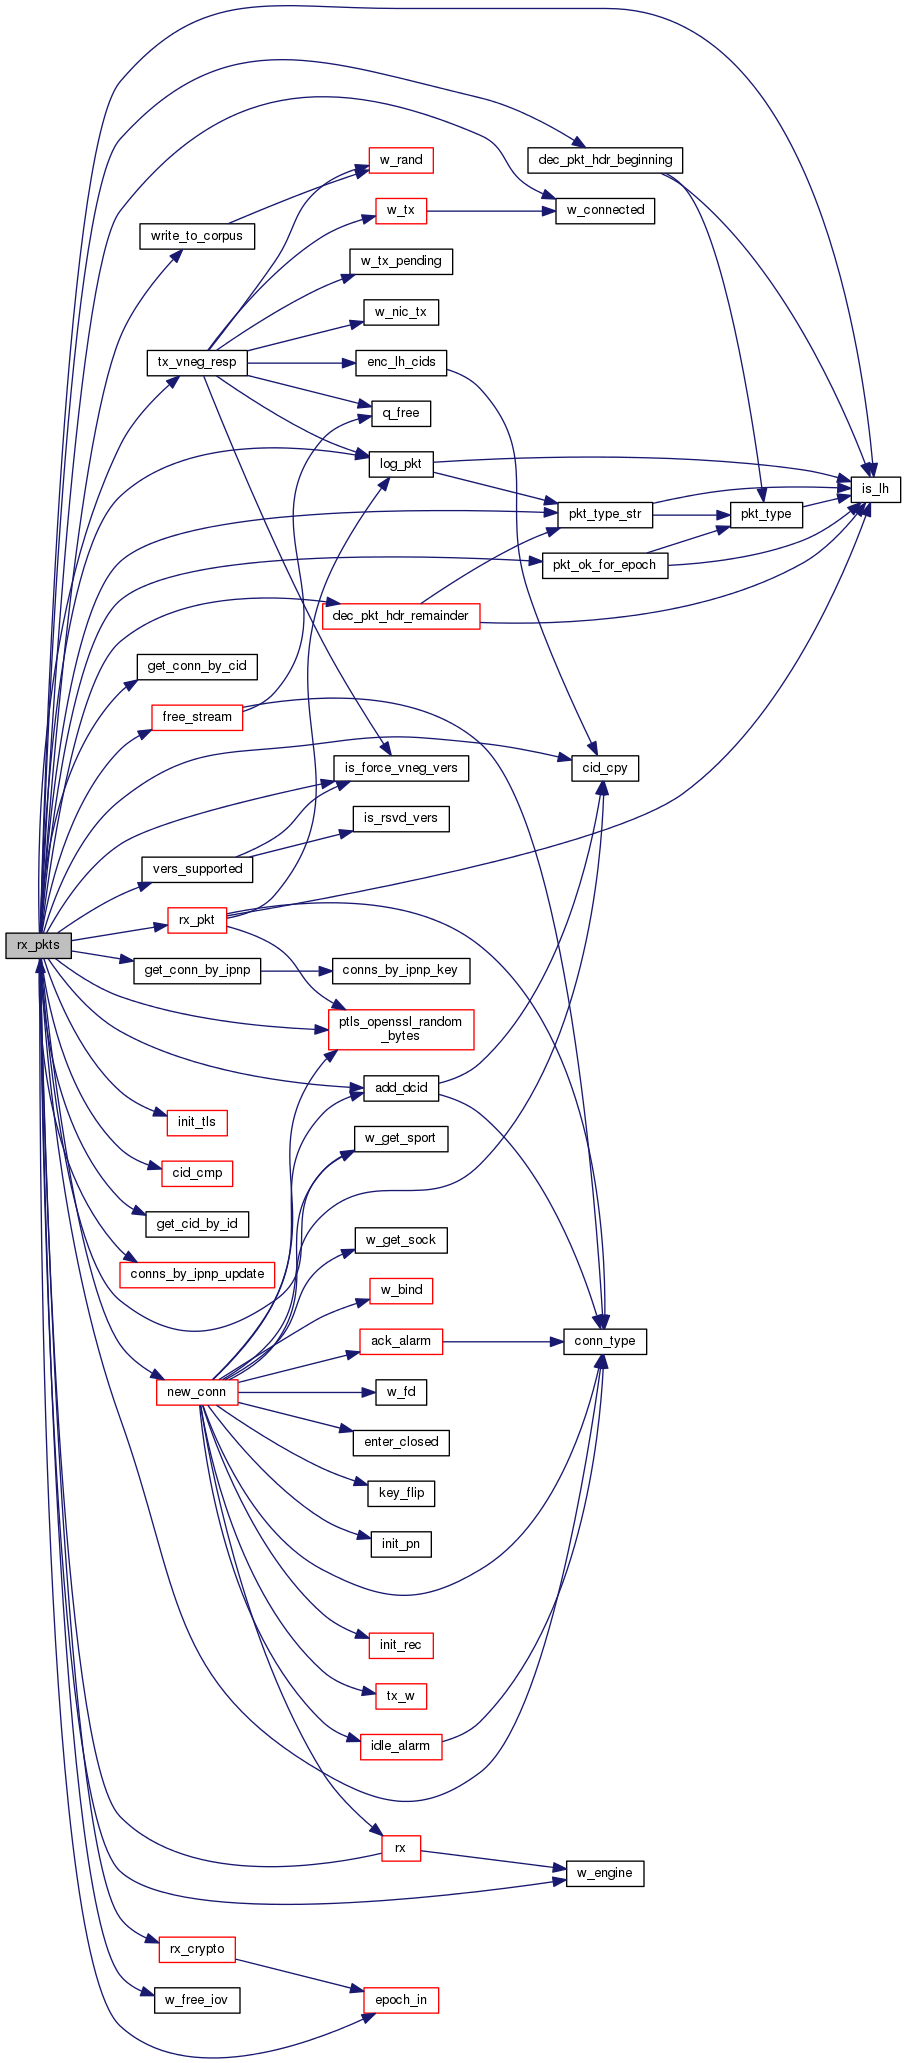 w_rand
dec_pkt_hdr_beginning
w_tx
w_connected
write_to_corpus
w_tx_pending
w_nic_tx
tx_vneg_resp
enc_lh_cids
q_free
log_pkt
is_lh
pkt_type_str
pkt_type
pkt_ok_for_epoch
dec_pkt_hdr_remainder
get_conn_by_cid
free_stream
is_force_vneg_vers
cid_cpy
is_rsvd_vers
vers_supported
rx_pkt
rx_pkts
get_conn_by_ipnp
conns_by_ipnp_key
ptls_openssl_random
_bytes
add_dcid
init_tls
w_get_sport
cid_cmp
get_cid_by_id
w_get_sock
conns_by_ipnp_update
w_bind
ack_alarm
conn_type
new_conn
w_fd
enter_closed
key_flip
init_pn
init_rec
tx_w
idle_alarm
rx
w_engine
rx_crypto
w_free_iov
epoch_in